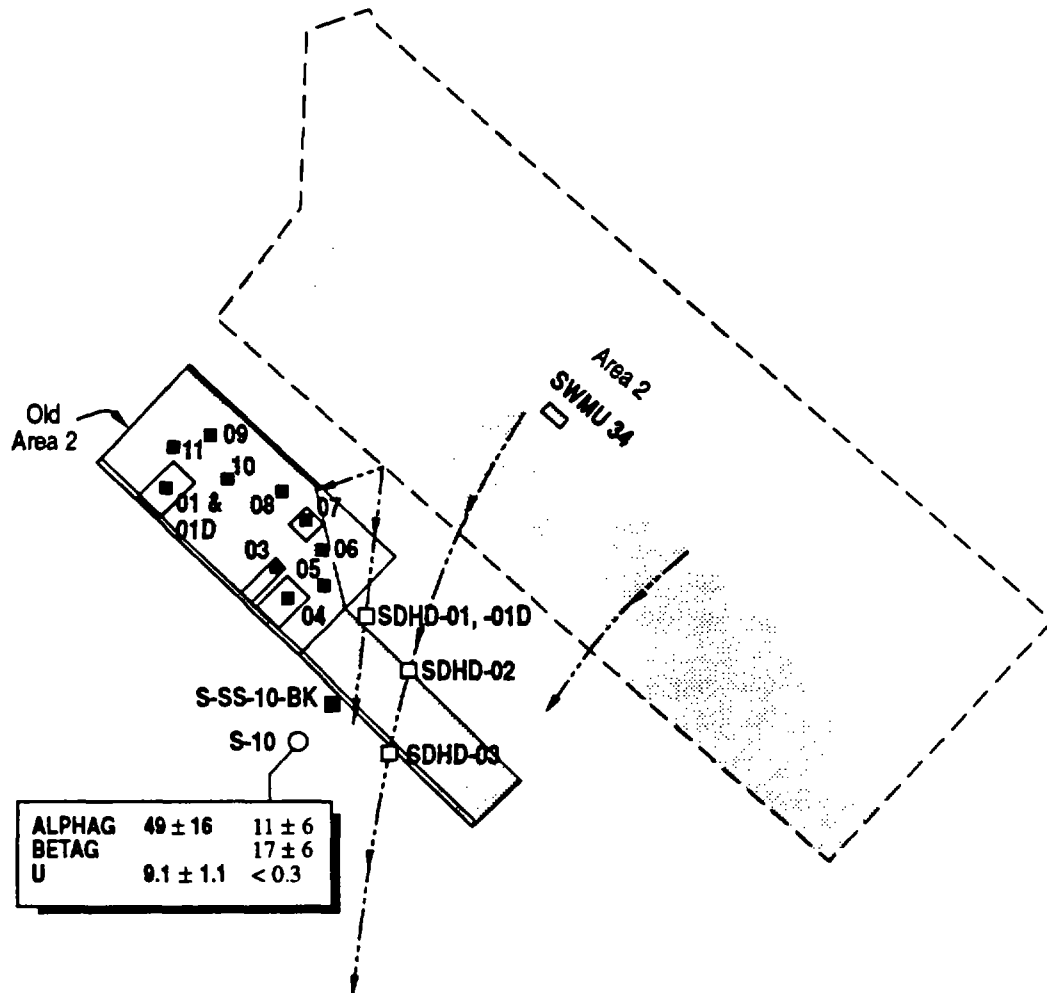 Area 2
SWMU 34
Old
Area 2
09
11
10
01 &
01D
08
07
06
03
05
04
SDHD-01, -01D
SDHD-02
S-SS-10-BK
S-10
SDHD-03
ALPHAG 49 ± 16 11 ± 6
BETAG 17 ± 6
U 9.1 ± 1.1 < 0.3